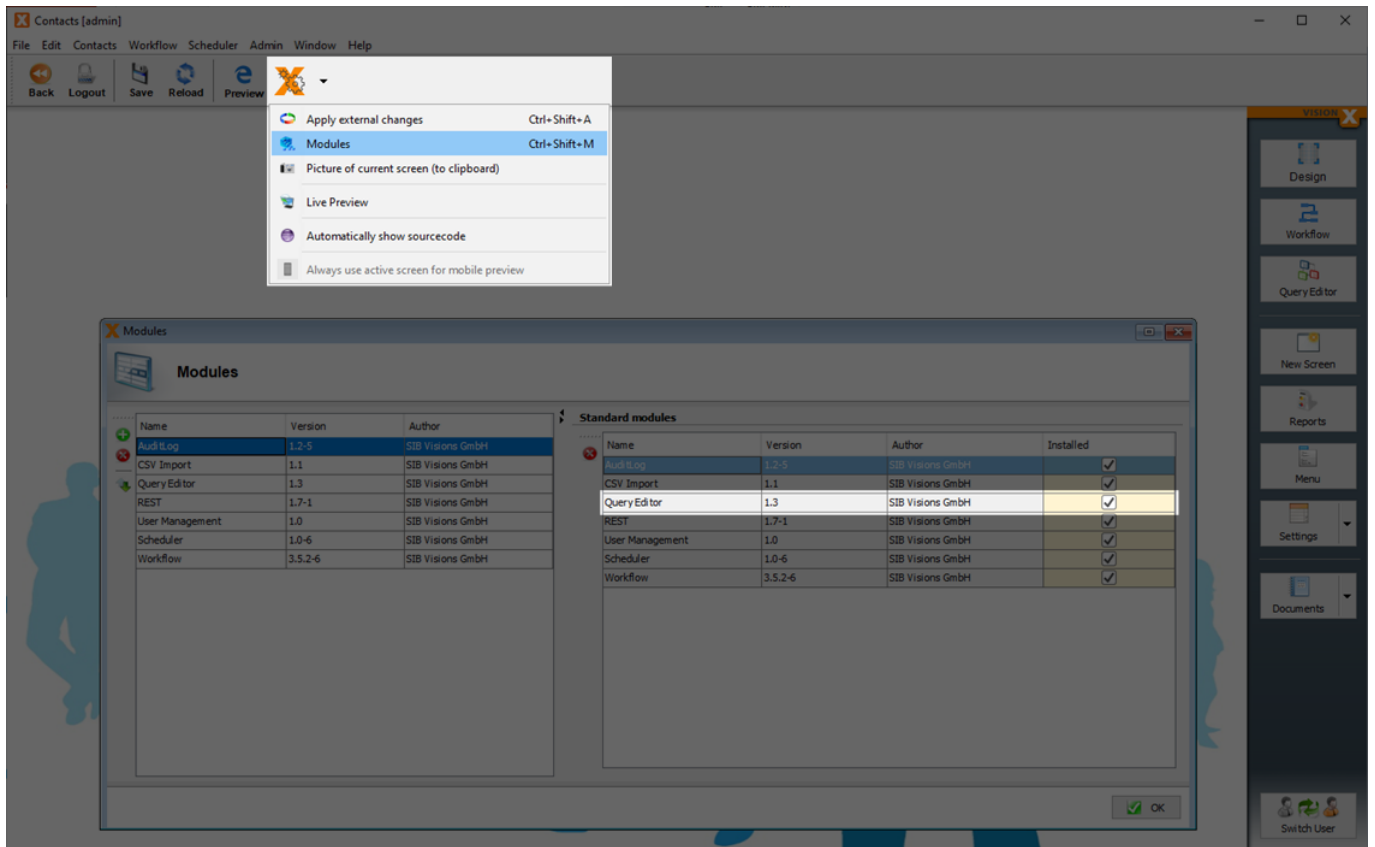 Contacts [admin]
File Edit Contacts Workflow Scheduler Admin Window Help
Back Logout Save Reload Preview
Apply external changes Ctrl+Shift+A
Modules Ctrl+Shift+M
Picture of current screen (to clipboard)
Live Preview
Automatically show sourcecode
Always use active screen for mobile preview
VISION X
Design
Workflow
Query Editor
New Screen
Reports
Menu
Settings
Documents
Switch User
Modules
Modules
Name Version Author
AuditLog 1.2-5 SIB Visions GmbH
CSV Import 1.1 SIB Visions GmbH
Query Editor 1.3 SIB Visions GmbH
REST 1.7-1 SIB Visions GmbH
User Management 1.0 SIB Visions GmbH
Scheduler 1.0-6 SIB Visions GmbH
Workflow 3.5.2-6 SIB Visions GmbH
Standard modules
Name Version Author Installed
AuditLog 1.2-5 SIB Visions GmbH
CSV Import 1.1 SIB Visions GmbH
Query Editor 1.3 SIB Visions GmbH
REST 1.7-1 SIB Visions GmbH
User Management 1.0 SIB Visions GmbH
Scheduler 1.0-6 SIB Visions GmbH
Workflow 3.5.2-6 SIB Visions GmbH
OK